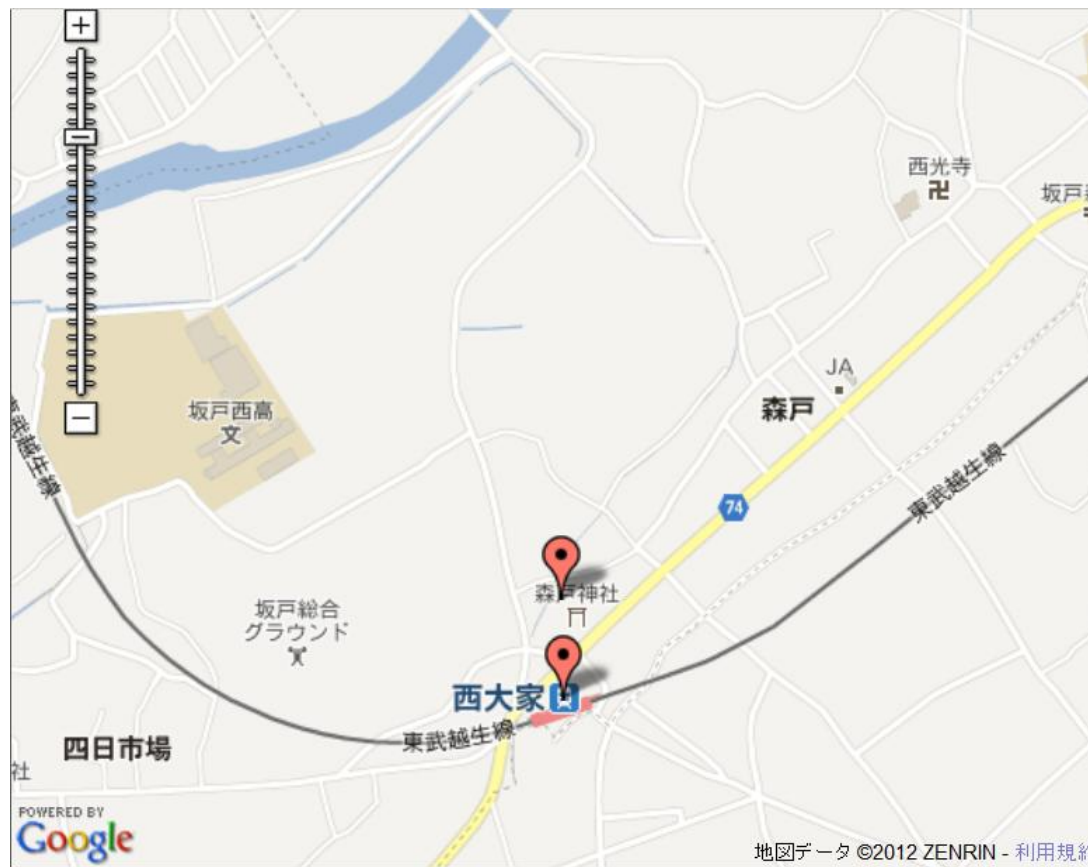 西光寺
坂戸
JA
森戸
坂戸西高
文
東武越生線
東武越生線
74
森戸神社
坂戸総合
グラウンド
西大家
東武越生線
四日市場
社
POWERED BY
Google
地図データ ©2012 ZENRIN - 利用規約